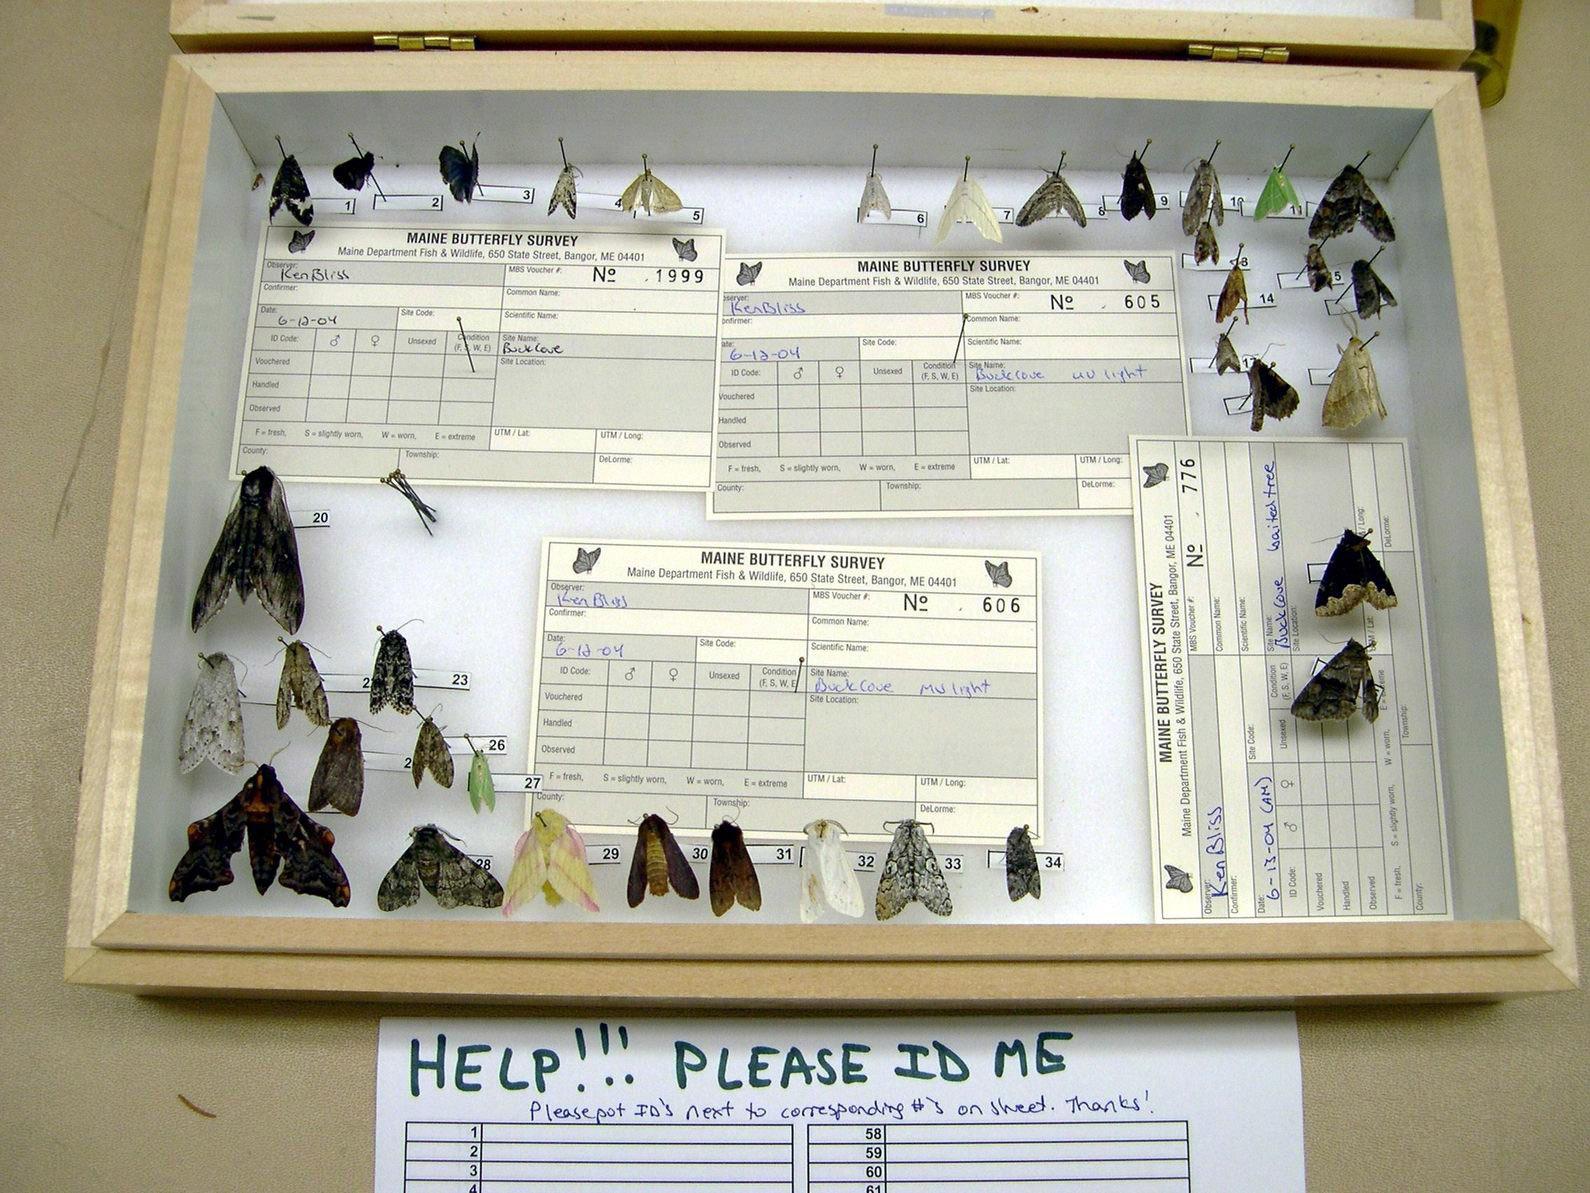 1
2
3
4
5
6
7
8
9
10
11
MAINE BUTTERFLY SURVEY
Maine Department Fish & Wildlife, 650 State Street, Bangor, ME 04401
Observer:
Ken Bliss
MBS Voucher #:
No 1999
Confirmer:
Common Name:
Date:
6-12-04
Site Code:
Scientific Name:
ID Code: ♂ ♀ Unsexed Condition
(F, S, W, E)
Site Name:
Buck Cove
Vouchered
Site Location:
Handled
Observed
F = fresh, S = slightly worn, W = worn, E = extreme
UTM / Lat:
UTM / Long:
County:
Township:
DeLorme:
MAINE BUTTERFLY SURVEY
Maine Department Fish & Wildlife, 650 State Street, Bangor, ME 04401
server:
Ken Bliss
MBS Voucher #:
No 605
onfirmer:
Common Name:
ate:
6-12-04
Site Code:
Scientific Name:
ID Code: ♂ ♀ Unsexed Condition
(F, S, W, E)
Site Name:
Buck Cove UV light
Vouchered
Site Location:
Handled
Observed
F = fresh, S = slightly worn, W = worn, E = extreme
UTM / Lat:
UTM / Long:
County:
Township:
DeLorme:
14
5
20
23
26
27
MAINE BUTTERFLY SURVEY
Maine Department Fish & Wildlife, 650 State Street, Bangor, ME 04401
Observer:
Ken Bliss
MBS Voucher #:
No 606
Confirmer:
Common Name:
Date:
6-12-04
Site Code:
Scientific Name:
ID Code: ♂ ♀ Unsexed Condition
(F, S, W, E)
Site Name:
Buck Cove MV light
Vouchered
Site Location:
Handled
Observed
F = fresh, S = slightly worn, W = worn, E = extreme
UTM / Lat:
UTM / Long:
County:
Township:
DeLorme:
MAINE BUTTERFLY SURVEY
Maine Department Fish & Wildlife, 650 State Street, Bangor, ME 04401
Observer:
Ken Bliss
MBS Voucher #:
No 776
Confirmer:
Common Name:
Date:
6-13-04 (AM)
Site Code:
Scientific Name:
ID Code: ♂ ♀ Unsexed Condition
(F, S, W, E)
Site Name:
Buck Cove baited tree
Vouchered
Site Location:
Handled
Observed
F = fresh, S = slightly worn, W = worn, E = extreme
UTM / Lat:
/ Long:
County:
Township:
DeLorme:
28
29
30
31
32
33
34
HELP!!! PLEASE ID ME
Please put ID's next to corresponding #'s on sheet. Thanks!
1 58
2 59
3 60
4 61